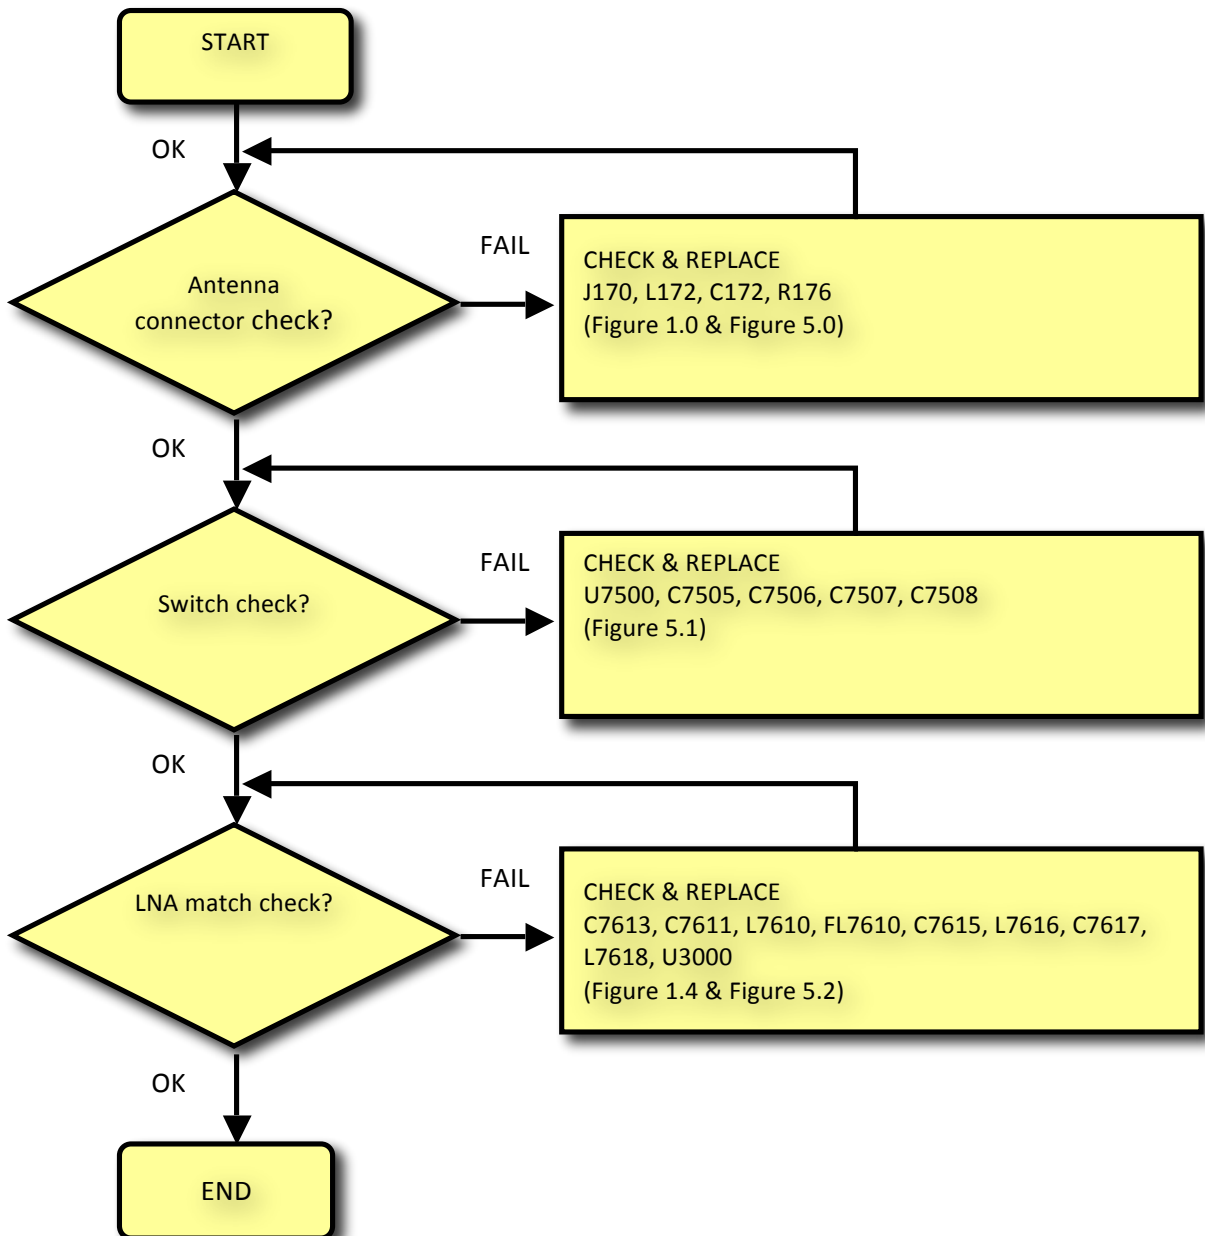 START
OK
Antenna
connector check?
FAIL
CHECK & REPLACE
J170, L172, C172, R176
(Figure 1.0 & Figure 5.0)
OK
Switch check?
FAIL
CHECK & REPLACE
U7500, C7505, C7506, C7507, C7508
(Figure 5.1)
OK
LNA match check?
FAIL
CHECK & REPLACE
C7613, C7611, L7610, FL7610, C7615, L7616, C7617,
L7618, U3000
(Figure 1.4 & Figure 5.2)
OK
END